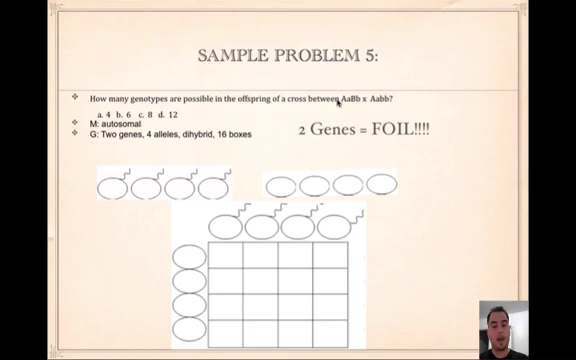 SAMPLE PROBLEM 5:
How many genotypes are possible in the offspring of a cross between AaBb x Aabb?
a. 4 b. 6 c. 8 d. 12
M: autosomal
G: Two genes, 4 alleles, dihybrid, 16 boxes
2 Genes = FOIL!!!!